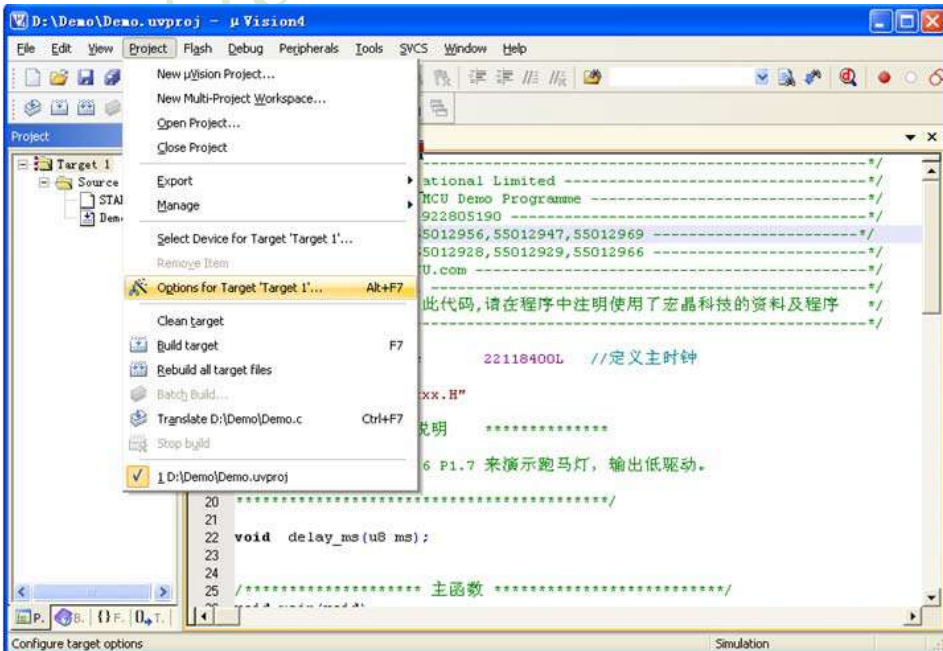 D:\Demo\Demo.uvproj - µVision4
File Edit View Project Flash Debug Peripherals Tools SVCS Window Help
New µVision Project...
New Multi-Project Workspace...
Open Project...
Close Project
Export
Manage
Select Device for Target 'Target 1'...
Remove Item
Options for Target 'Target 1'... Alt+F7
Clean target
Build target F7
Rebuild all target files
Batch Build...
Translate D:\Demo\Demo.c Ctrl+F7
Stop build
1 D:\Demo\Demo.uvproj
Project
Target 1
Source
STA
Dem
---------------------------------------------------*/
ational Limited ----------------------------------*/
MCU Demo Programme -------------------------------*/
922805190 ----------------------------------------*/
55012956,55012947,55012969 -----------------------*/
55012928,55012929,55012966 -----------------------*/
U.com --------------------------------------------*/
---------------------------------------------------*/
此代码,请在程序中注明使用了宏晶科技的资料及程序 */
---------------------------------------------------*/
22118400L //定义主时钟
xx.H"
说明 **************
6 P1.7 来演示跑马灯，输出低驱动。
20 ******************************************/
21
22 void delay_ms(u8 ms);
23
24
25 /******************** 主函数 **************************/
P. B. {} F. 0 T.
Configure target options Simulation